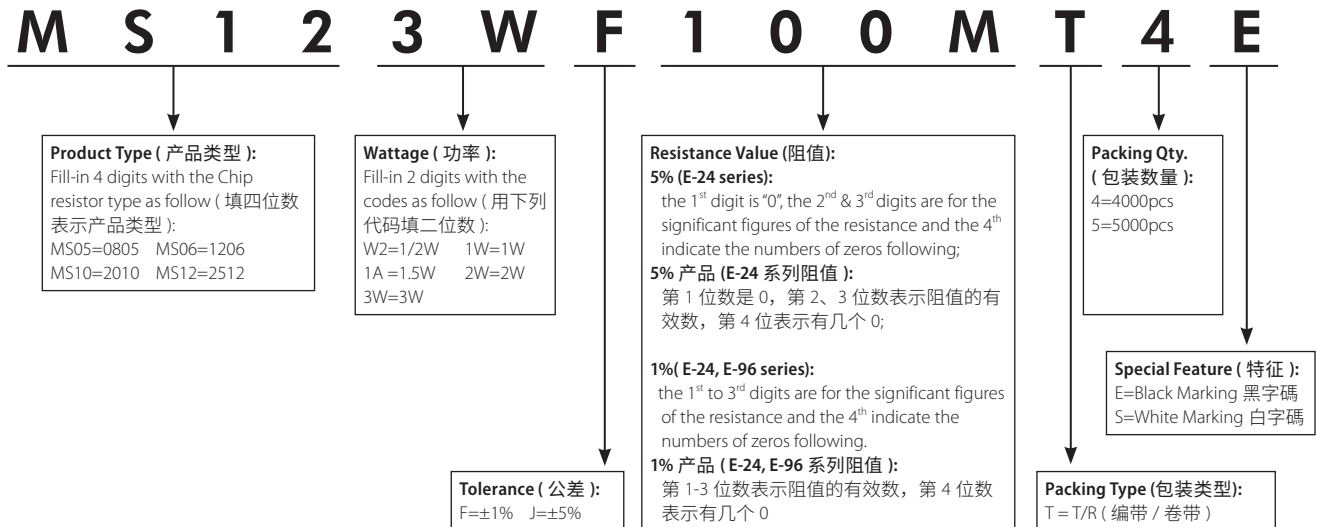 M S 1 2 3 W F 1 0 0 M T 4 E
Product Type ( 产品类型 ):
Fill-in 4 digits with the Chip
resistor type as follow ( 填四位数
表示产品类型 ):
MS05=0805 MS06=1206
MS10=2010 MS12=2512
Wattage ( 功率 ):
Fill-in 2 digits with the
codes as follow ( 用下列
代码填二位数 ):
W2=1/2W 1W=1W
1A =1.5W 2W=2W
3W=3W
Tolerance ( 公差 ):
F=±1% J=±5%
Resistance Value (阻值):
5% (E-24 series):
the 1st digit is "0", the 2nd & 3rd digits are for the
significant figures of the resistance and the 4th
indicate the numbers of zeros following;
5% 产品 (E-24 系列阻值 ):
第 1 位数是 0，第 2、3 位数表示阻值的有
效数，第 4 位表示有几个 0;
1%( E-24, E-96 series):
the 1st to 3rd digits are for the significant figures
of the resistance and the 4th indicate the
numbers of zeros following.
1% 产品 ( E-24, E-96 系列阻值 ):
第 1-3 位数表示阻值的有效数，第 4 位数
表示有几个 0
Packing Qty.
( 包装数量 ):
4=4000pcs
5=5000pcs
Special Feature ( 特征 ):
E=Black Marking 黑字碼
S=White Marking 白字碼
Packing Type (包装类型):
T = T/R ( 编带 / 卷带 )